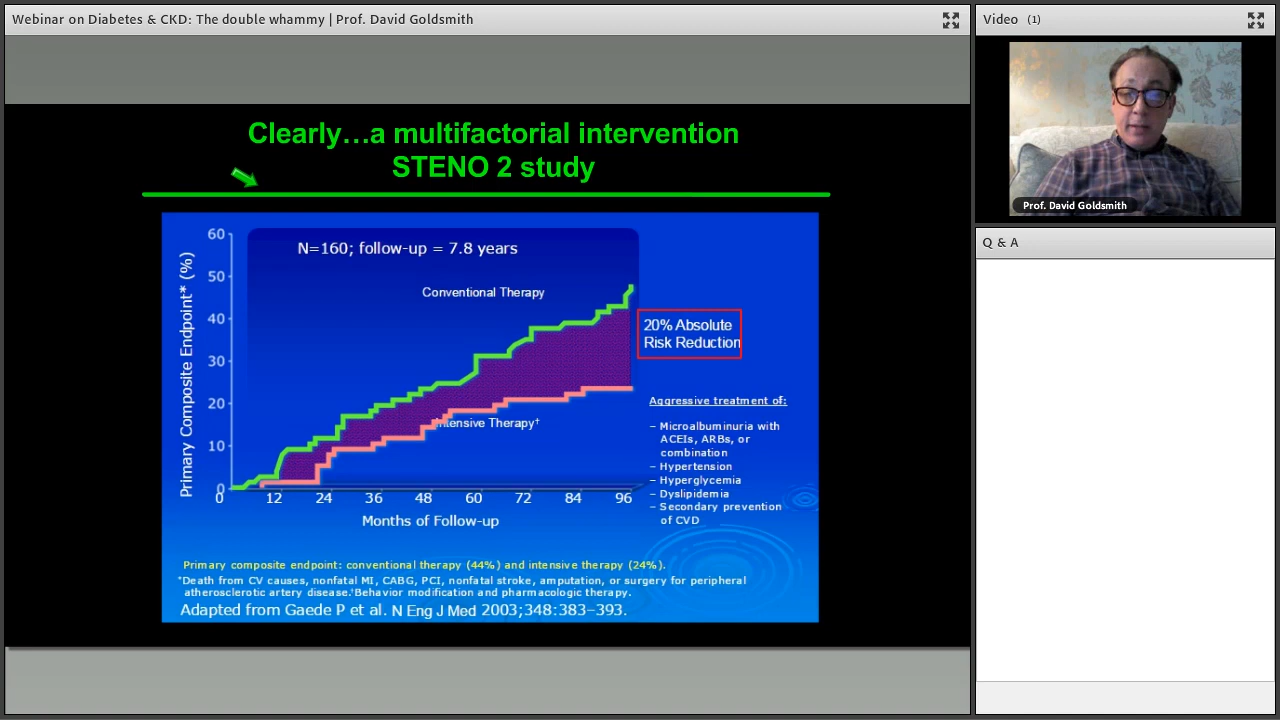 Webinar on Diabetes & CKD: The double whammy | Prof. David Goldsmith
Video (1)
Prof. David Goldsmith
Q & A
Clearly…a multifactorial intervention
STENO 2 study
N=160; follow-up = 7.8 years
Primary Composite Endpoint* (%)
60
50
40
30
20
10
0
Conventional Therapy
Intensive Therapy†
0 12 24 36 48 60 72 84 96
Months of Follow-up
20% Absolute
Risk Reduction
Aggressive treatment of:
– Microalbuminuria with
ACEIs, ARBs, or
combination
– Hypertension
– Hyperglycemia
– Dyslipidemia
– Secondary prevention
of CVD
Primary composite endpoint: conventional therapy (44%) and intensive therapy (24%).
*Death from CV causes, nonfatal MI, CABG, PCI, nonfatal stroke, amputation, or surgery for peripheral
atherosclerotic artery disease.†Behavior modification and pharmacologic therapy.
Adapted from Gaede P et al. N Eng J Med 2003;348:383–393.